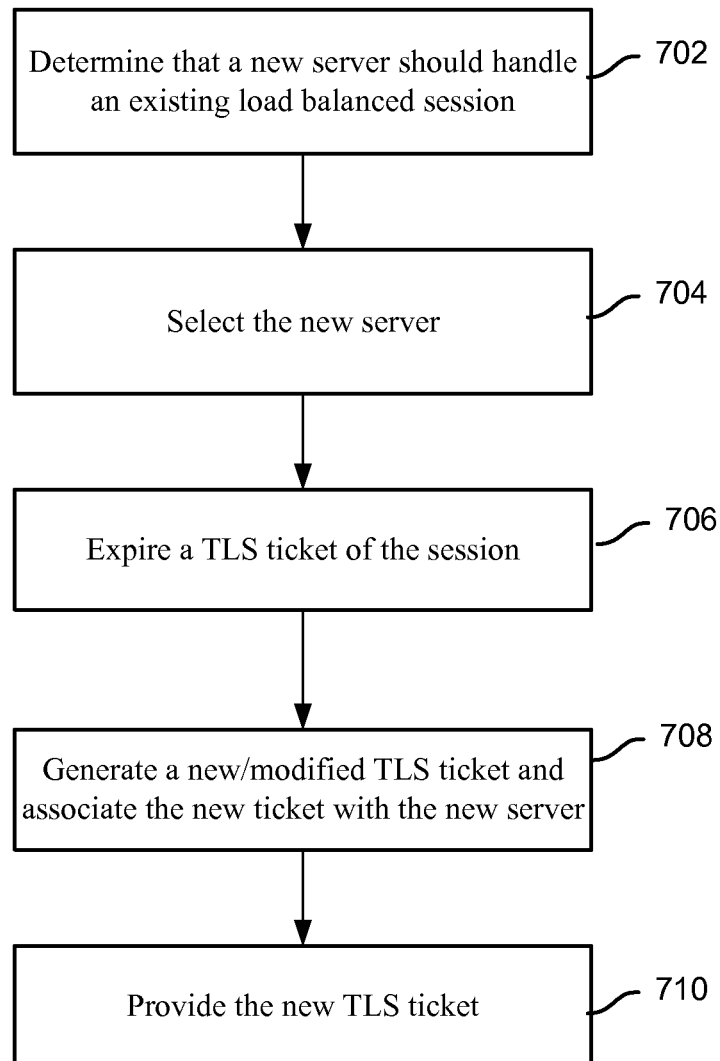 Determine that a new server should handle
an existing load balanced session
702
Select the new server
704
Expire a TLS ticket of the session
706
Generate a new/modified TLS ticket and
associate the new ticket with the new server
708
Provide the new TLS ticket
710